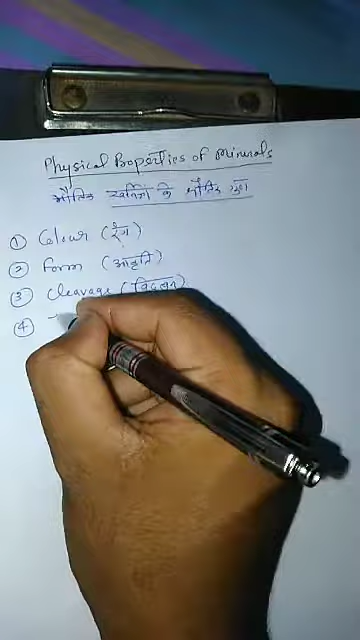 Physical Properties of Minerals
भौतिक खनिजों के भौतिक गुण
① Colour (रंग)
② Form (आकृति)
③ Cleavage (विदलन)
④